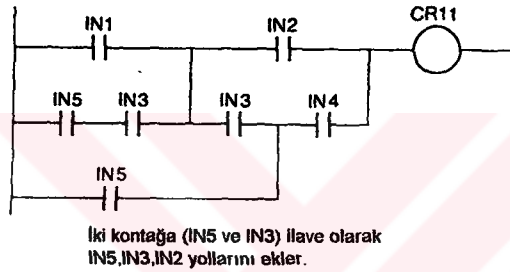 CR11
IN1 IN2
IN5 IN3 IN3 IN4
IN5
İki kontağa (IN5 ve IN3) ilave olarak
IN5,IN3,IN2 yollarını ekler.